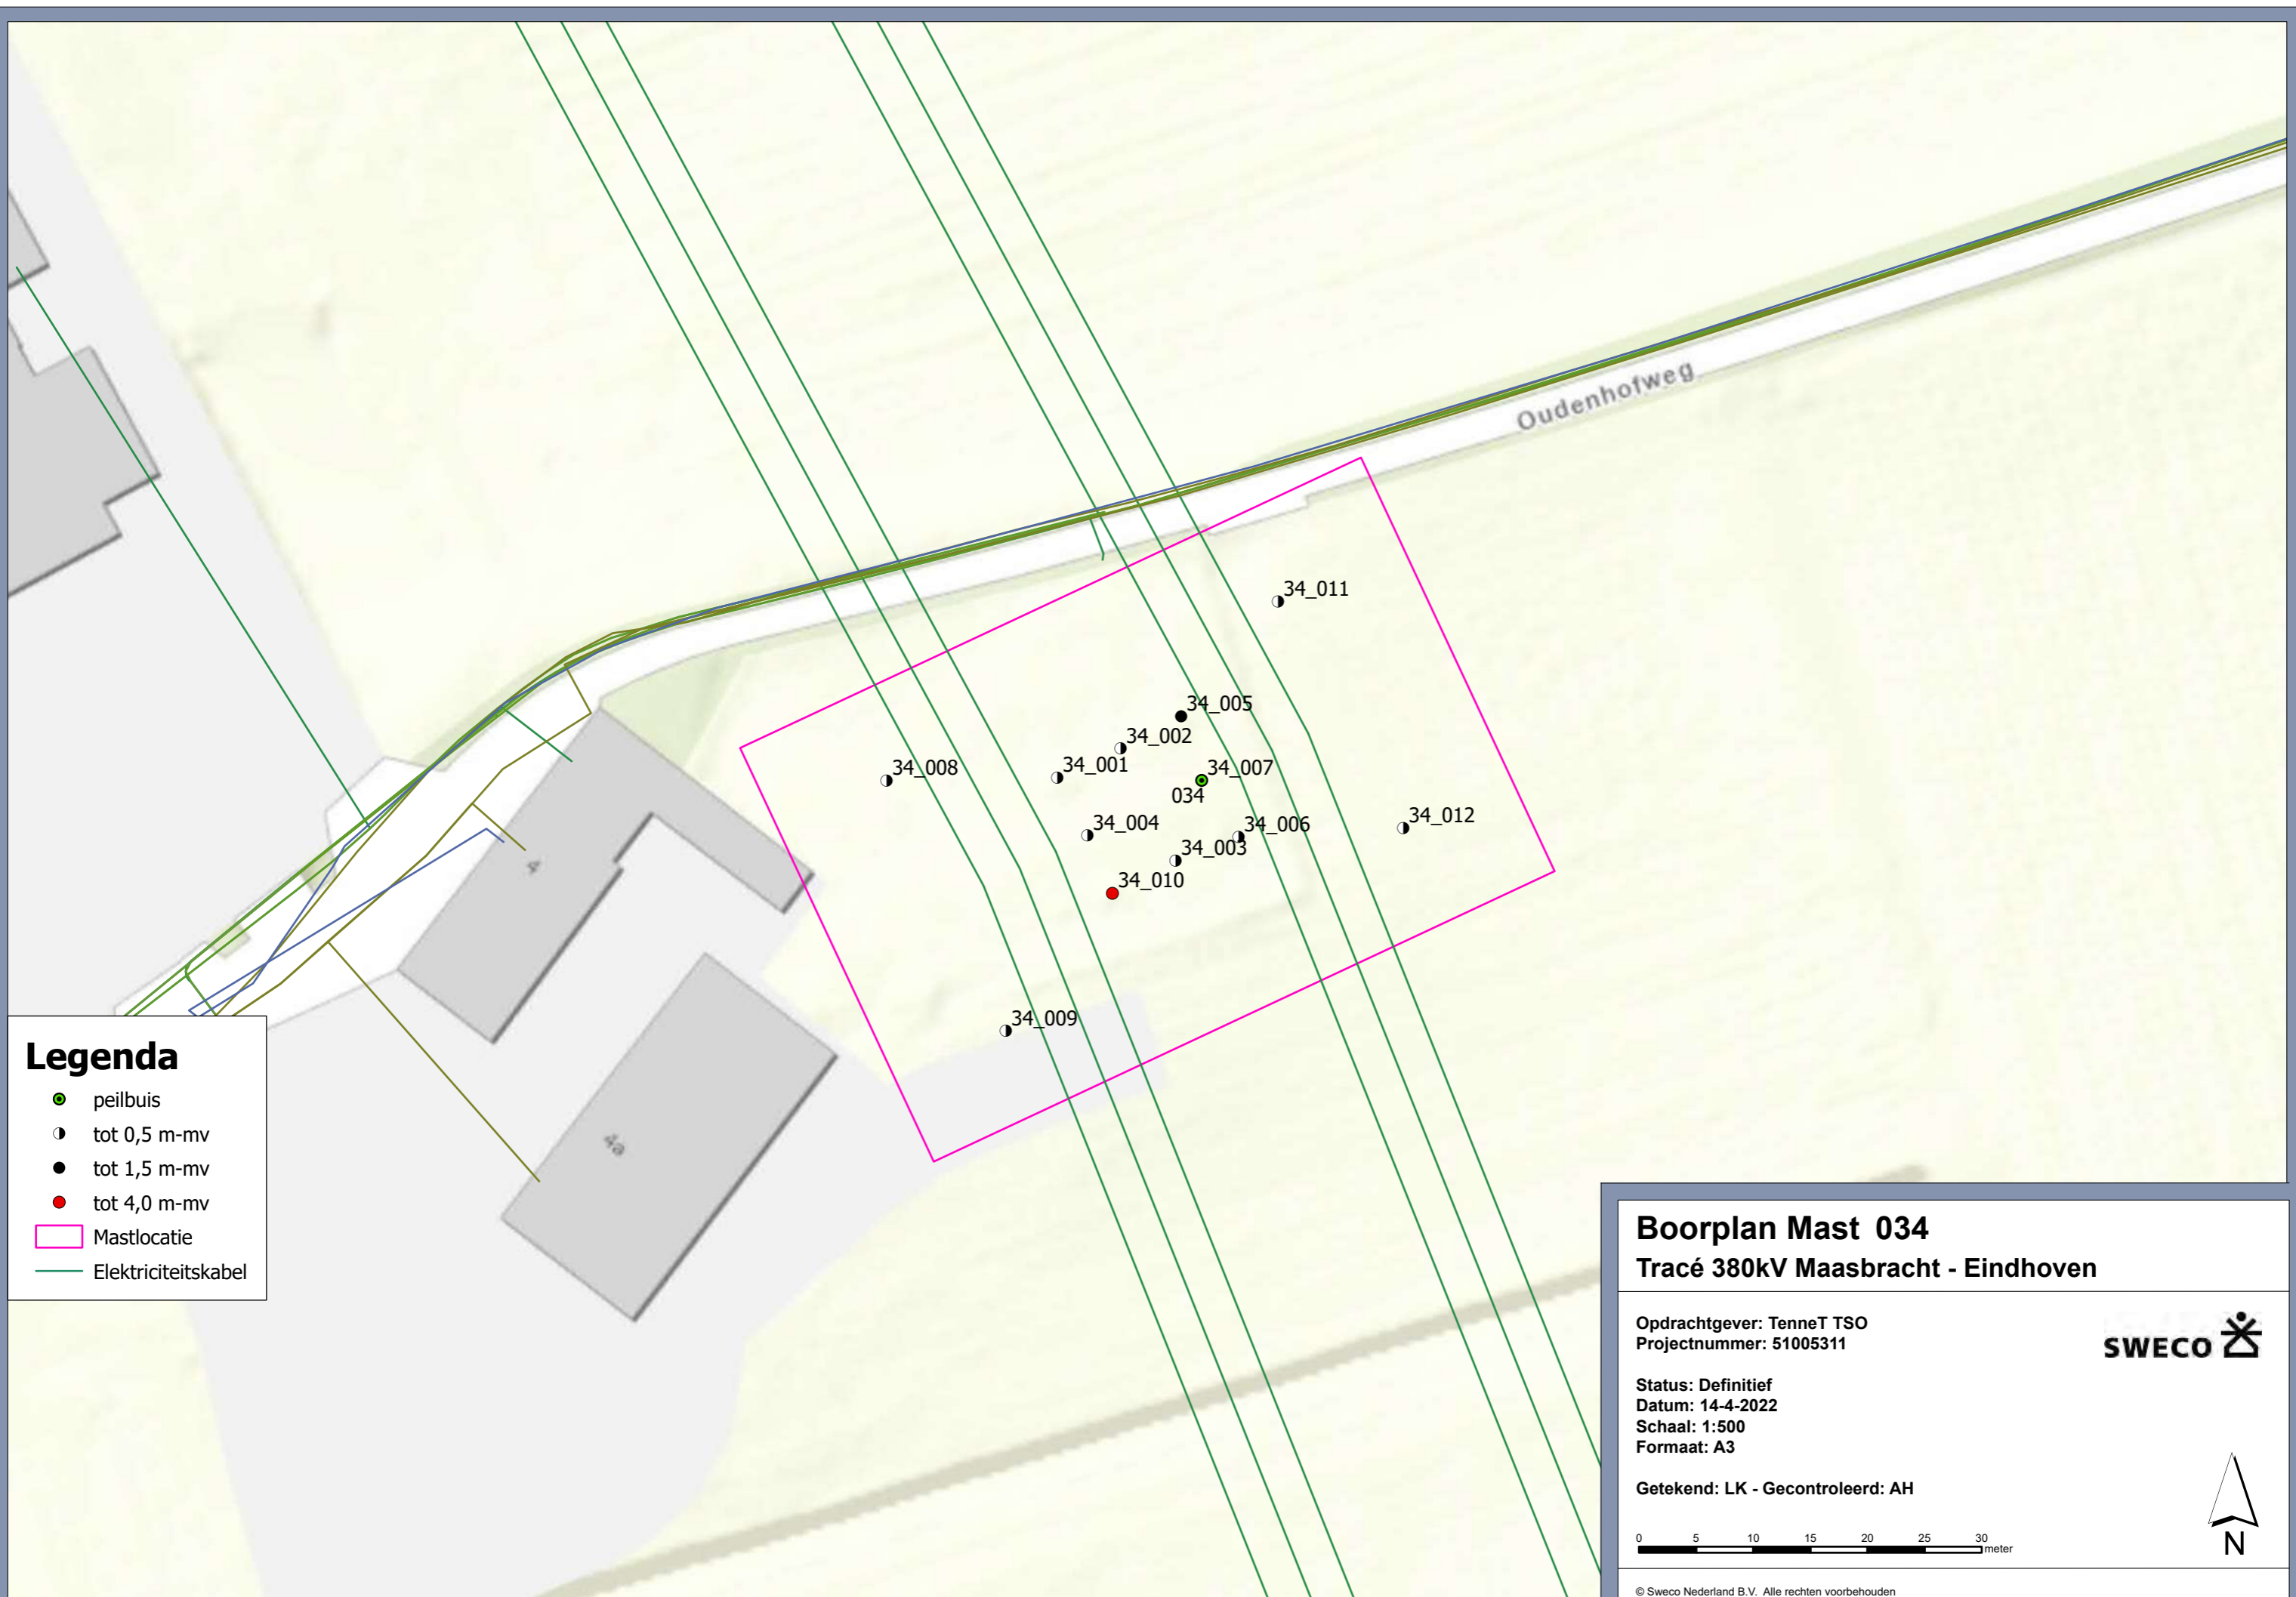 Oudenhofweg
34_011
34_005
34_002
34_008
34_001
34_007
034
34_004
34_006
34_012
34_003
34_010
34_009
4
4a
Legenda
peilbuis
tot 0,5 m-mv
tot 1,5 m-mv
tot 4,0 m-mv
Mastlocatie
Elektriciteitskabel
Boorplan Mast 034
Tracé 380kV Maasbracht - Eindhoven
Opdrachtgever: TenneT TSO
Projectnummer: 51005311
SWECO
Status: Definitief
Datum: 14-4-2022
Schaal: 1:500
Formaat: A3
Getekend: LK - Gecontroleerd: AH
0 5 10 15 20 25 30
meter
N
© Sweco Nederland B.V. Alle rechten voorbehouden